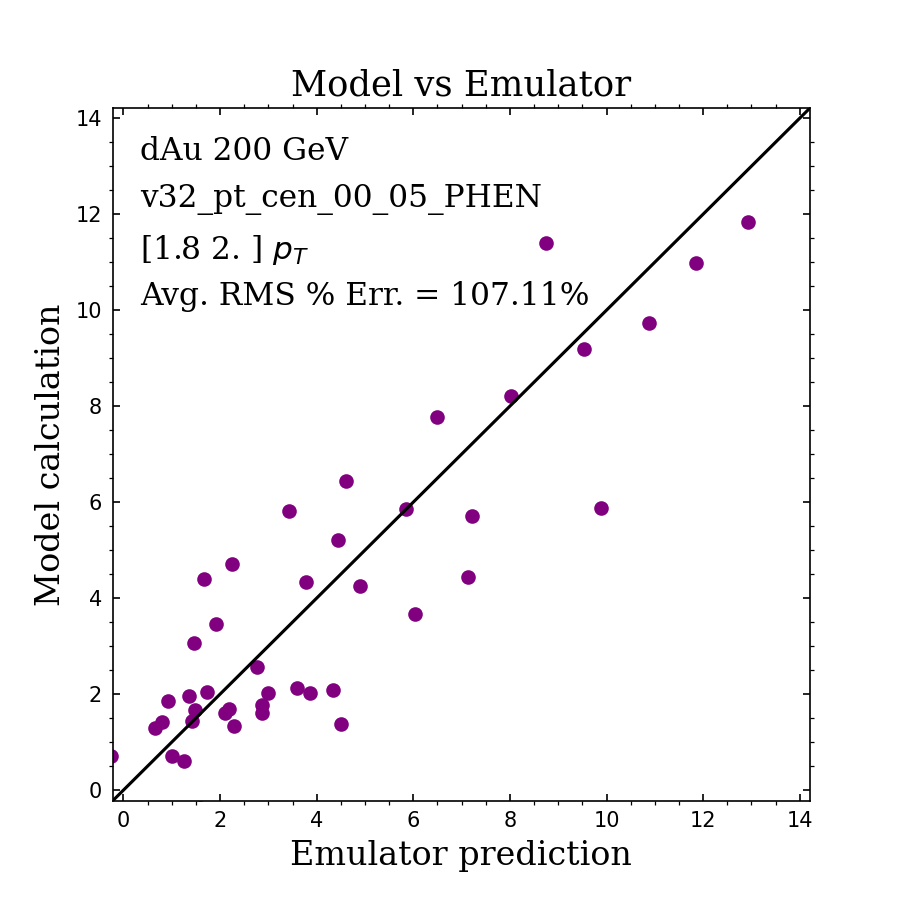 Model vs Emulator
dAu 200 GeV
v32_pt_cen_00_05_PHEN
[1.8 2. ] p_T
Avg. RMS % Err. = 107.11%
Model calculation
14
12
10
8
6
4
2
0
0 2 4 6 8 10 12 14
Emulator prediction